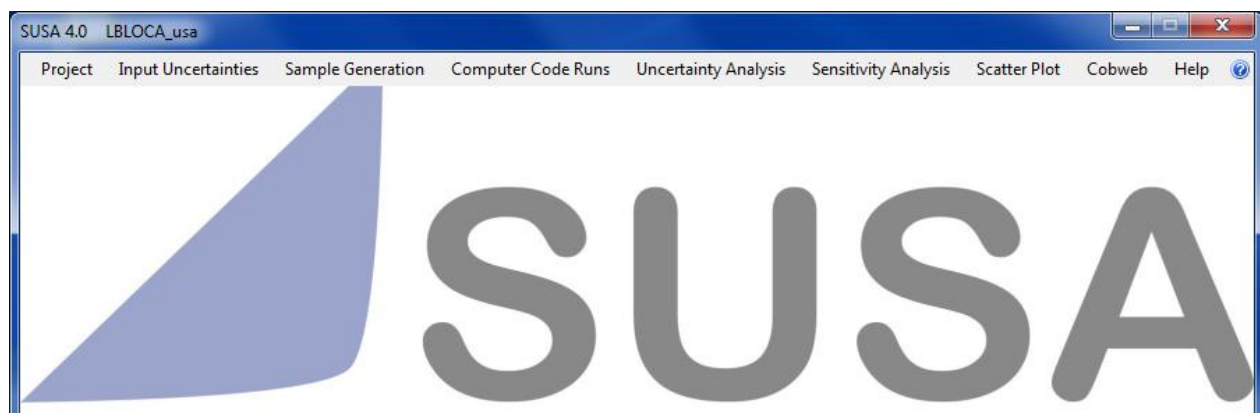 SUSA 4.0 LBLOCA_usa
Project Input Uncertainties Sample Generation Computer Code Runs Uncertainty Analysis Sensitivity Analysis Scatter Plot Cobweb Help ?
SUSA